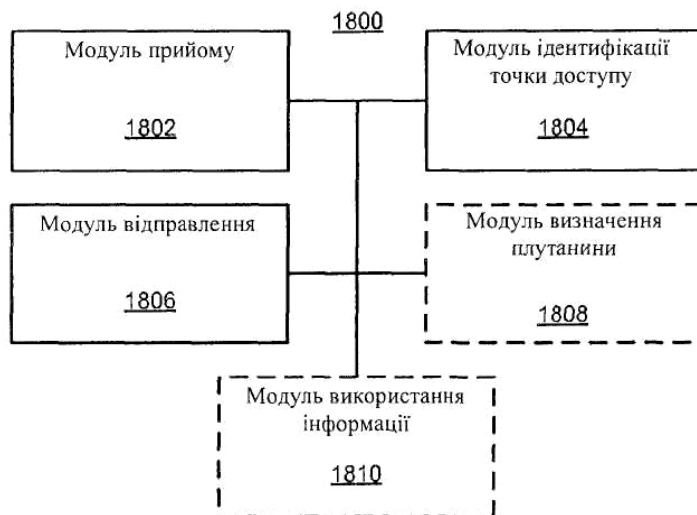 1800
Модуль прийому
1802
Модуль ідентифікації
точки доступу
1804
Модуль відправлення
1806
Модуль визначення
плутанини
1808
Модуль використання
інформації
1810